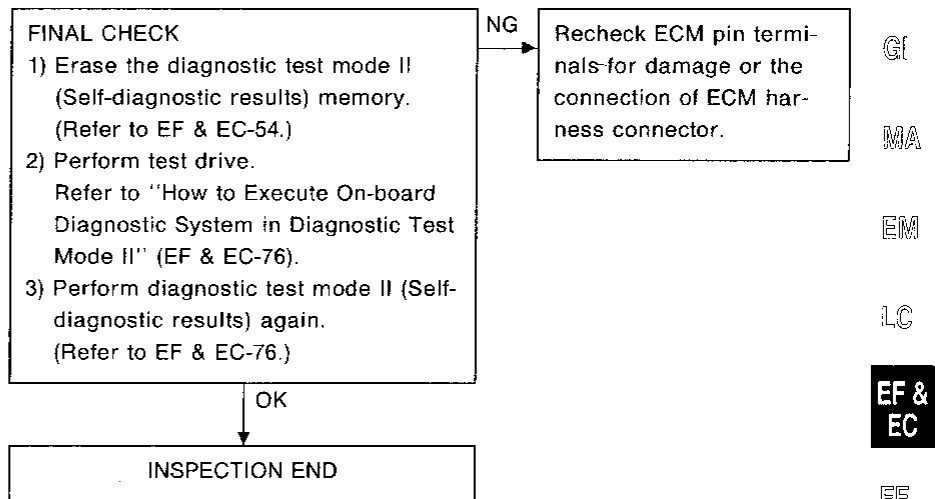 FINAL CHECK
1) Erase the diagnostic test mode II
(Self-diagnostic results) memory.
(Refer to EF & EC-54.)
2) Perform test drive.
Refer to "How to Execute On-board
Diagnostic System in Diagnostic Test
Mode II" (EF & EC-76).
3) Perform diagnostic test mode II (Self-
diagnostic results) again.
(Refer to EF & EC-76.)
NG
Recheck ECM pin termi-
nals for damage or the
connection of ECM har-
ness connector.
OK
INSPECTION END
GI
MA
EM
LC
EF &
EC
FE